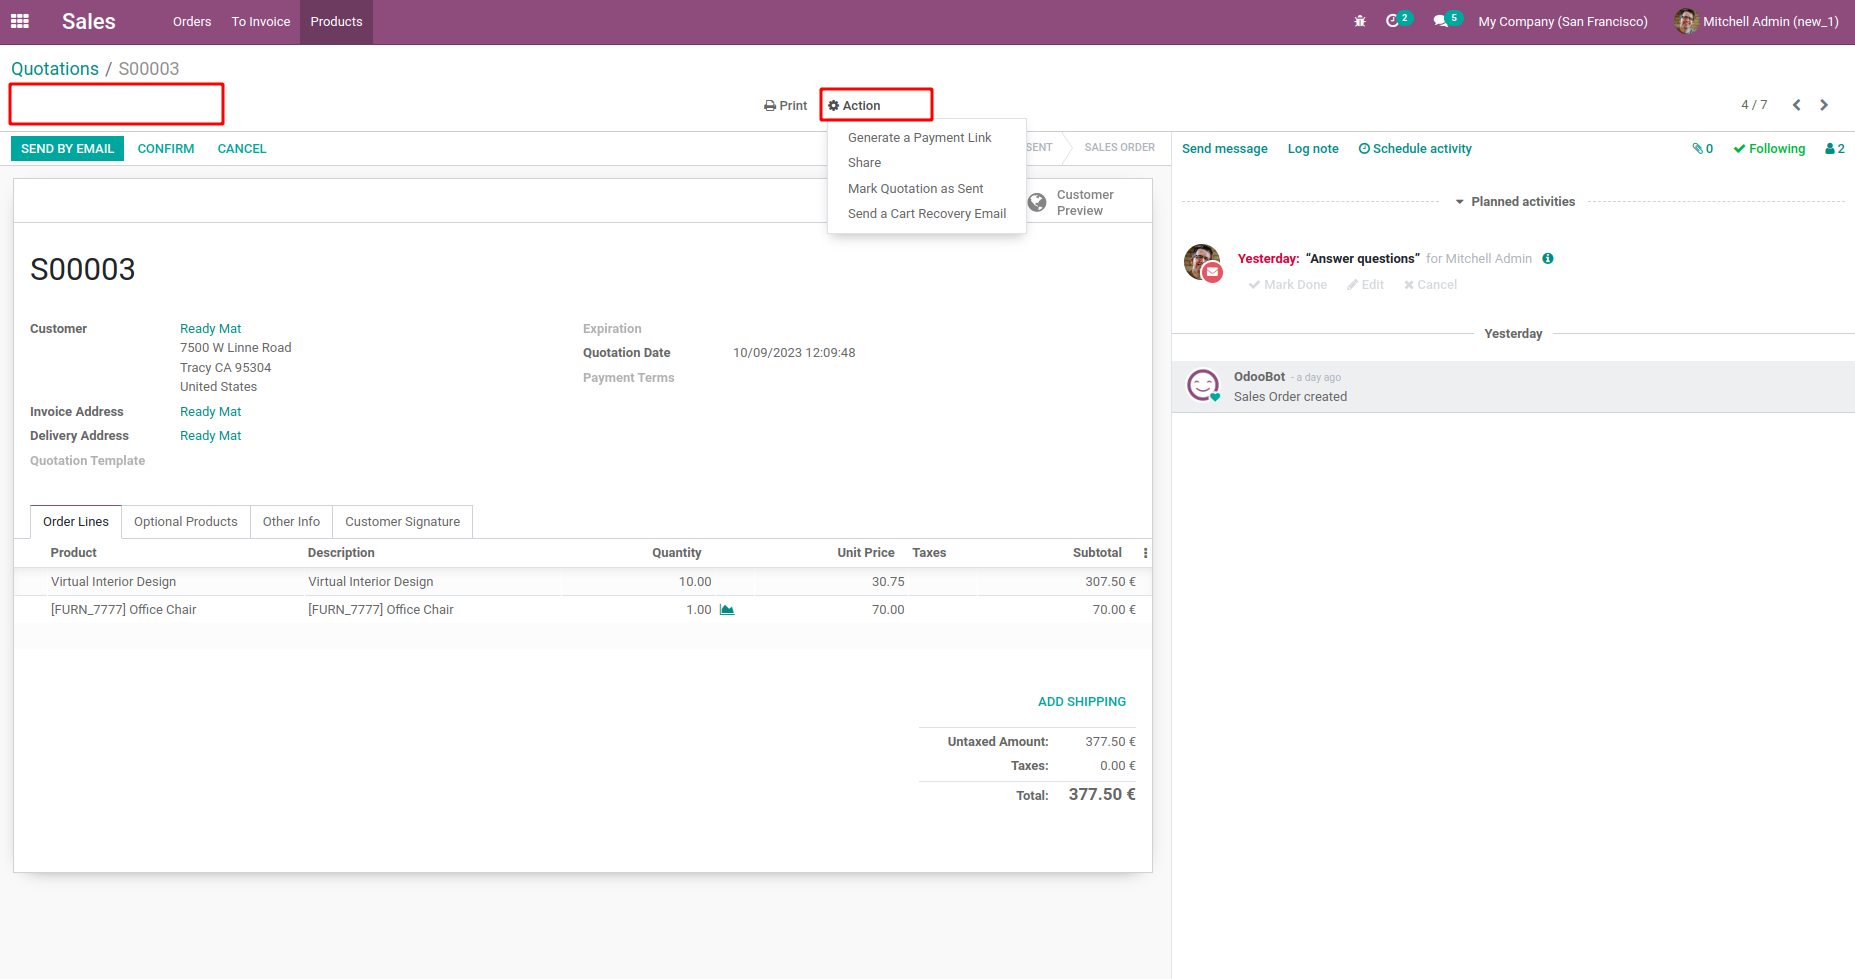 Sales Orders To Invoice Products 2 5 My Company (San Francisco) Mitchell Admin (new_1)
Quotations / S00003
Print Action 4 / 7
Generate a Payment Link
Share
Mark Quotation as Sent
Send a Cart Recovery Email
SEND BY EMAIL CONFIRM CANCEL SENT SALES ORDER
Customer
Preview
S00003
Customer Ready Mat
7500 W Linne Road
Tracy CA 95304
United States
Invoice Address Ready Mat
Delivery Address Ready Mat
Quotation Template
Expiration
Quotation Date 10/09/2023 12:09:48
Payment Terms
Order Lines Optional Products Other Info Customer Signature
Product Description Quantity Unit Price Taxes Subtotal
Virtual Interior Design Virtual Interior Design 10.00 30.75 307.50 €
[FURN_7777] Office Chair [FURN_7777] Office Chair 1.00 70.00 70.00 €
ADD SHIPPING
Untaxed Amount: 377.50 €
Taxes: 0.00 €
Total: 377.50 €
Send message Log note Schedule activity 0 Following 2
Planned activities
Yesterday: “Answer questions” for Mitchell Admin
Mark Done Edit Cancel
Yesterday
OdooBot - a day ago
Sales Order created